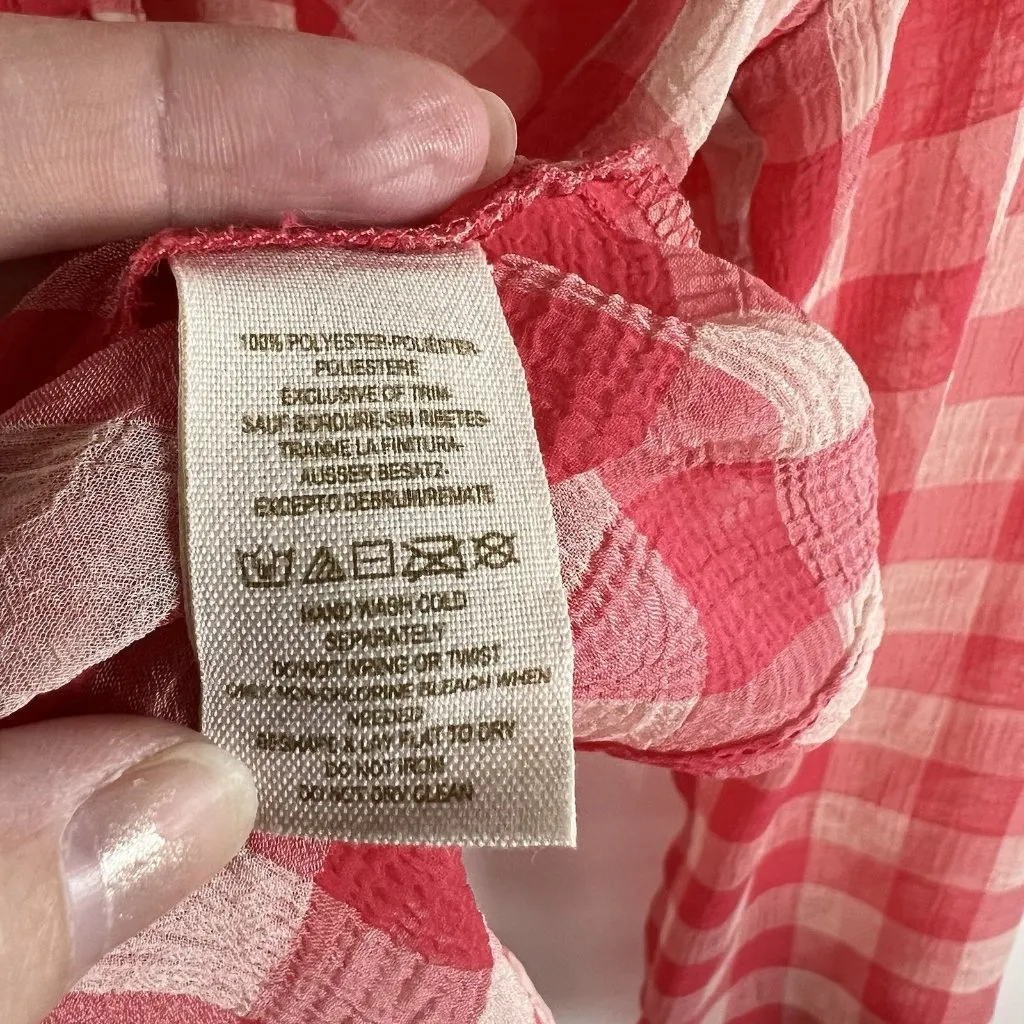 100% POLYESTER-POLIÉSTER-
POLIESTERE
EXCLUSIVE OF TRIM-
SAUF BORDURE-SIN RIBETES-
TRANNE LA FINITURA-
AUSSER BESATZ-
EXCEPTO DEBRUM/REMATE
HAND WASH COLD
SEPARATELY
DO NOT WRING OR TWIST
ONLY NON-CHLORINE BLEACH WHEN
NEEDED
RESHAPE & LAY FLAT TO DRY
DO NOT IRON
DO NOT DRY CLEAN